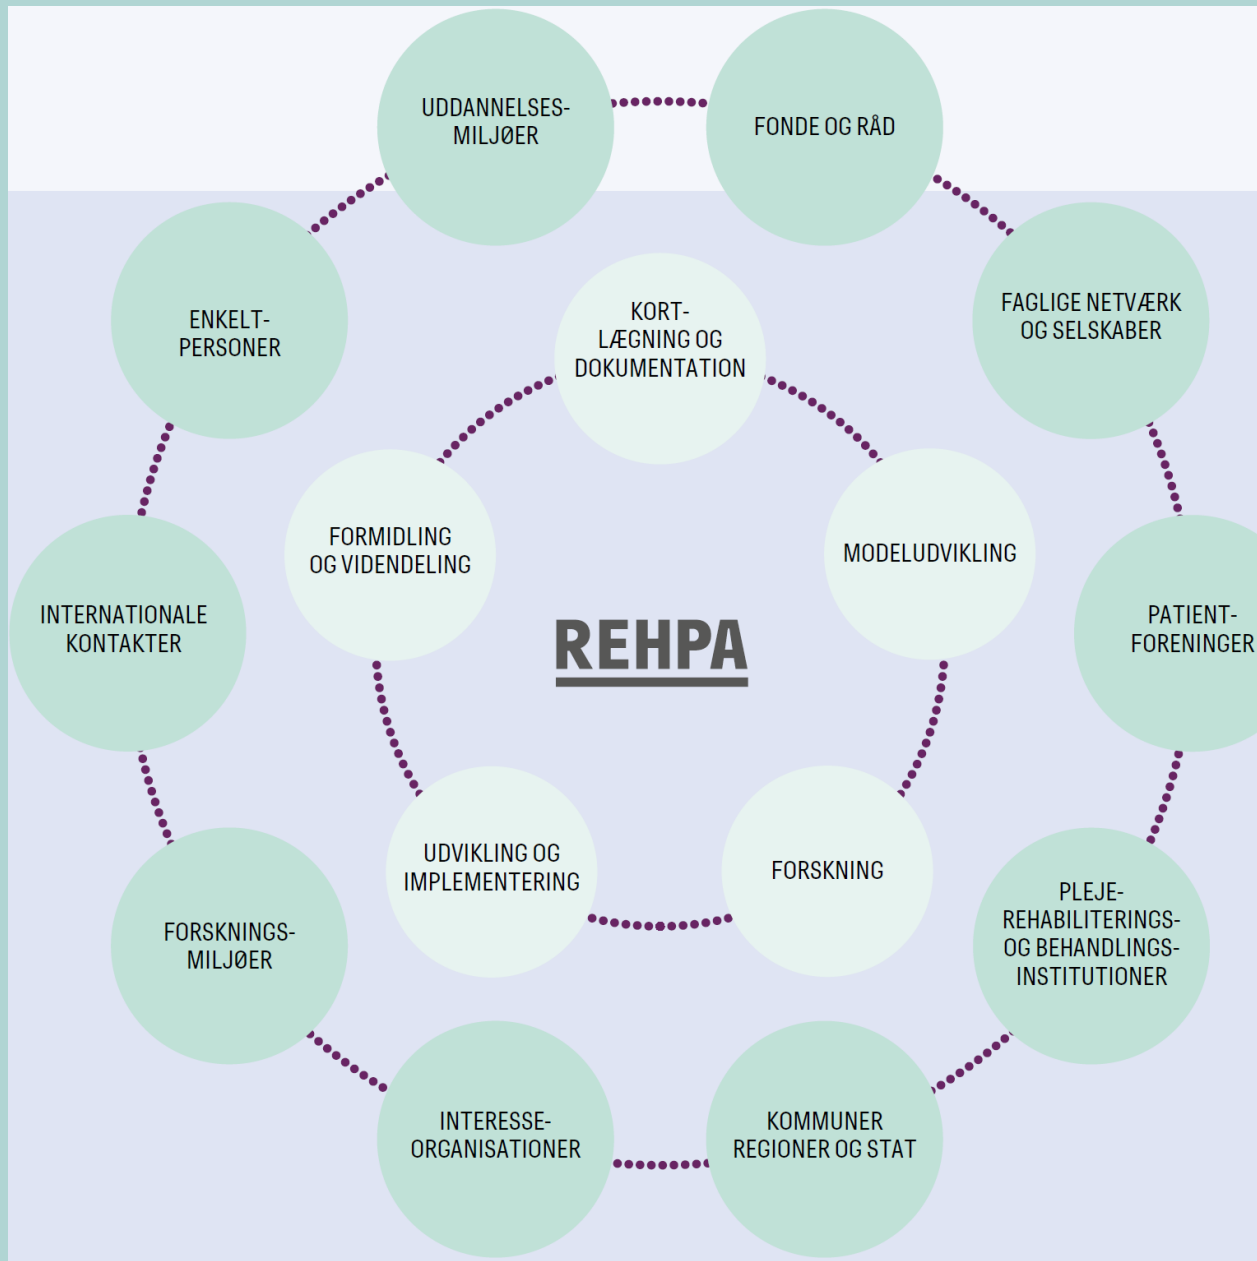 UDDANNELSES-
MILJØER
FONDE OG RÅD
ENKELT-
PERSONER
KORT-
LÆGNING OG
DOKUMENTATION
FAGLIGE NETVÆRK
OG SELSKABER
FORMIDLING
OG VIDENDELING
MODELUDVIKLING
INTERNATIONALE
KONTAKTER
REHPA
PATIENT-
FORENINGER
UDVIKLING OG
IMPLEMENTERING
FORSKNING
FORSKNINGS-
MILJØER
PLEJE-
REHABILITERINGS-
OG BEHANDLINGS-
INSTITUTIONER
INTERESSE-
ORGANISATIONER
KOMMUNER
REGIONER OG STAT